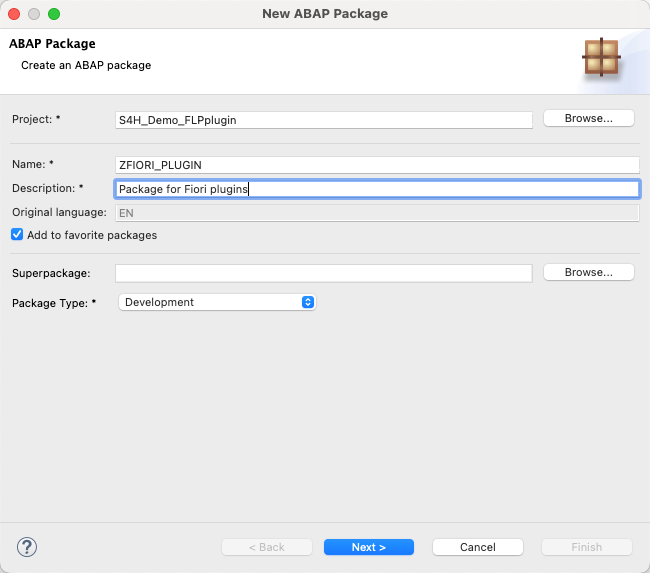 New ABAP Package
ABAP Package
Create an ABAP package
Project: * S4H_Demo_FLPplugin Browse...
Name: * ZFIORI_PLUGIN
Description: * Package for Fiori plugins
Original language: EN
Add to favorite packages
Superpackage: Browse...
Package Type: * Development
? < Back Next > Cancel Finish